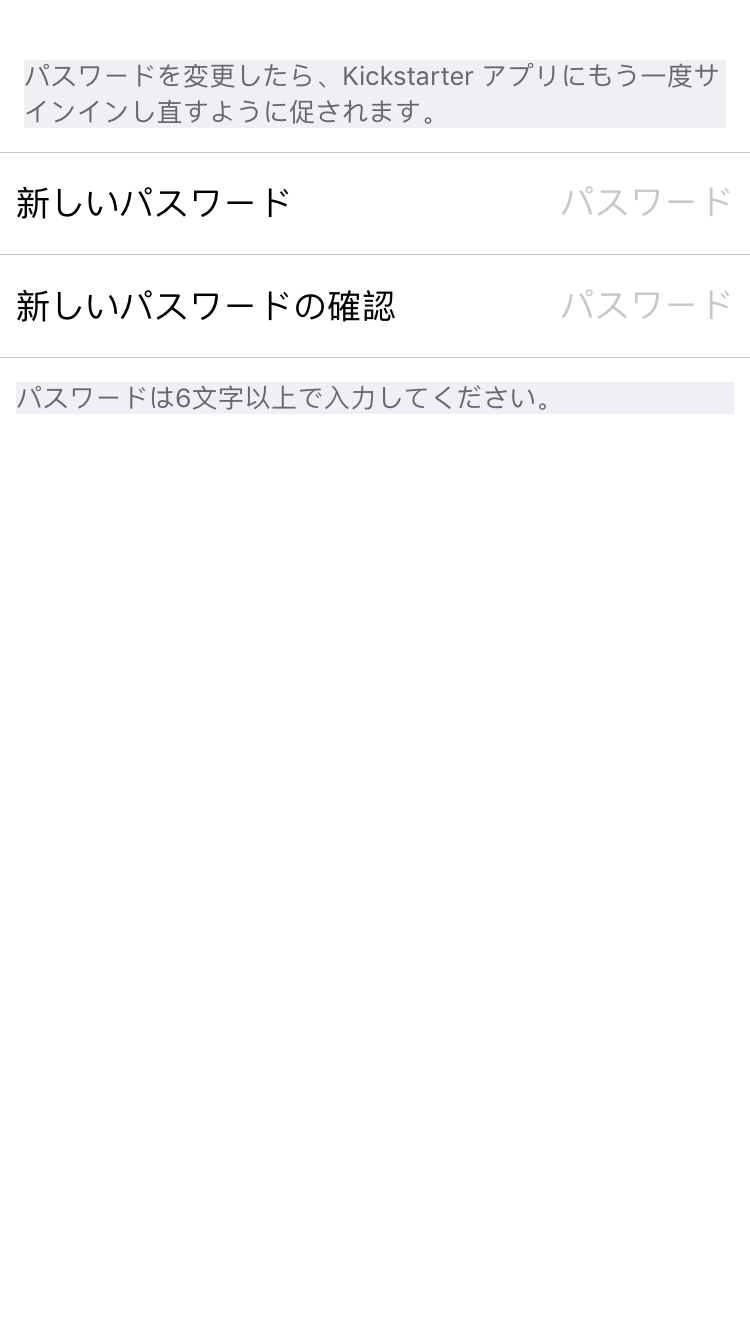 パスワードを変更したら、Kickstarter アプリにもう一度サ
インインし直すように促されます。
新しいパスワード パスワード
新しいパスワードの確認 パスワード
パスワードは6文字以上で入力してください。